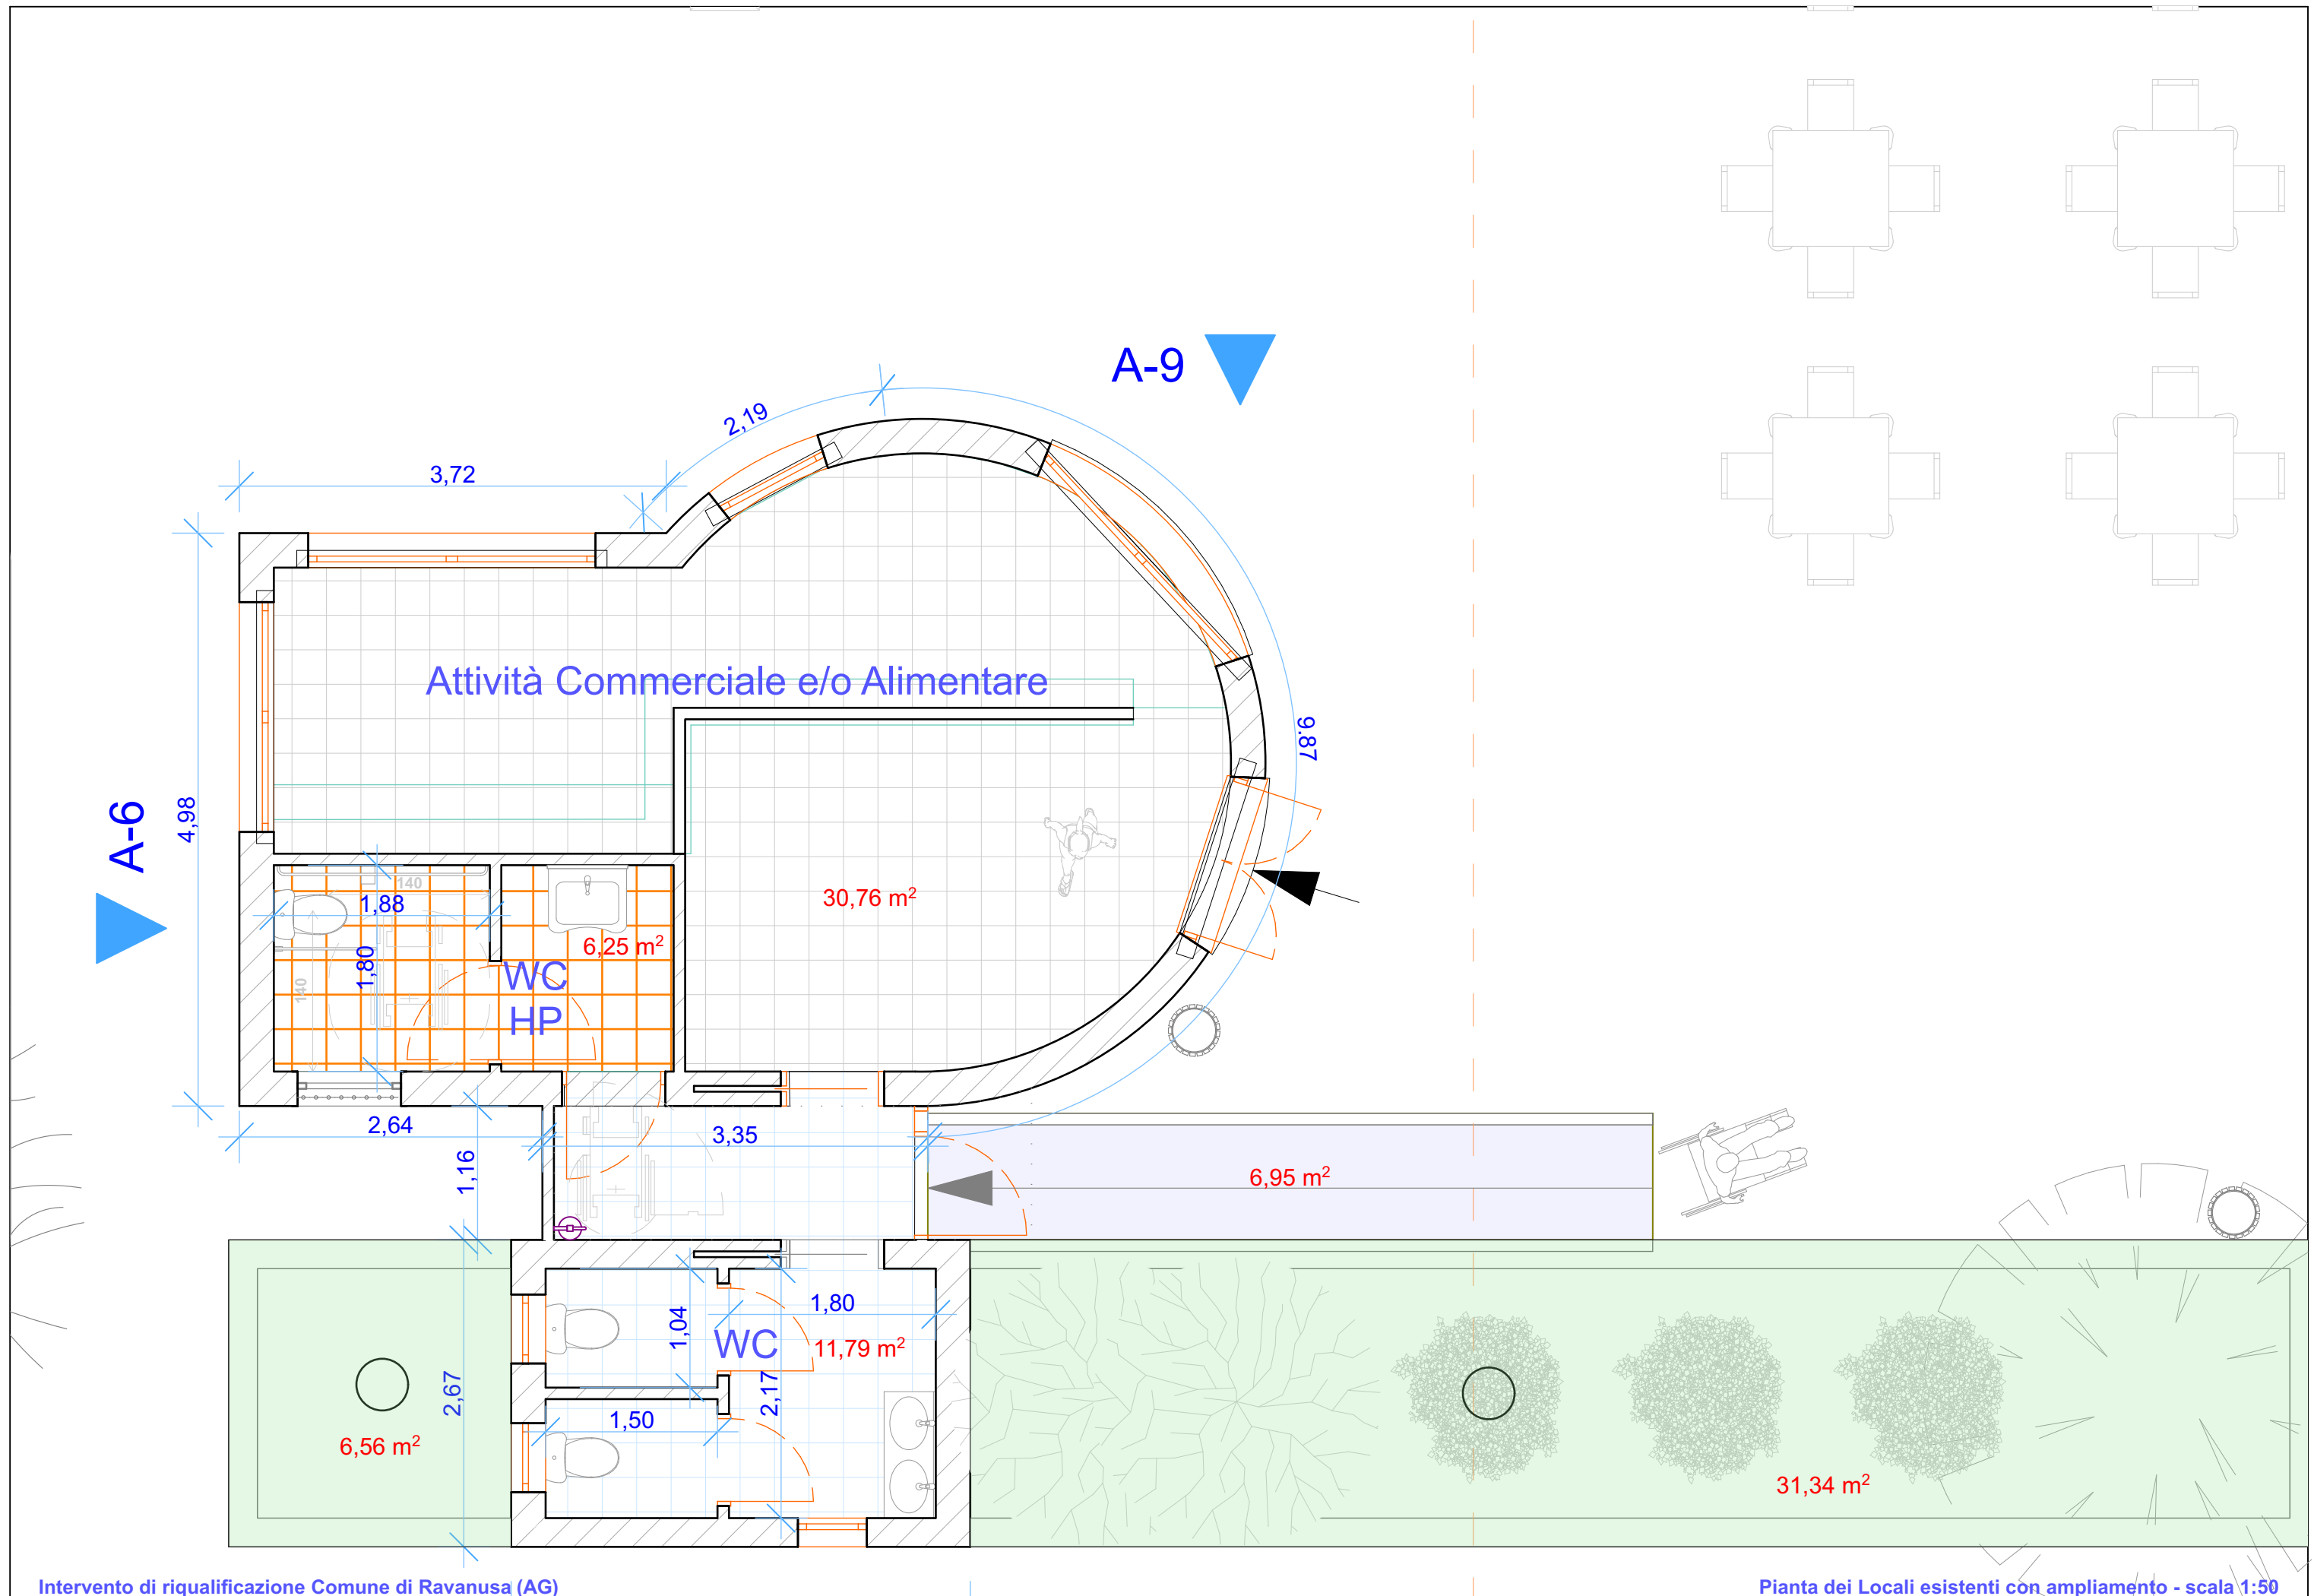 A-9
2,19
3,72
Attività Commerciale e/o Alimentare
9.87
A-6
4,98
140
1,88
30,76 m²
6,25 m²
1,80
140
WC
HP
2,64
3,35
1,16
6,95 m²
1,80
1,04
WC
11,79 m²
2,67
2,17
1,50
6,56 m²
31,34 m²
Intervento di riqualificazione Comune di Ravanusa (AG)
Pianta dei Locali esistenti con ampliamento - scala 1:50